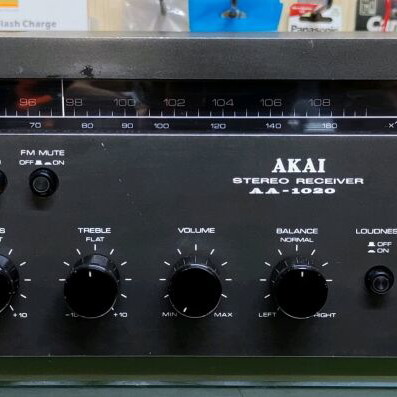 lash Charge
Panasonic
96 98 100 102 104 106 108
70 80 90 100 120 140 160 ×
FM MUTE
OFF ON
AKAI
STEREO RECEIVER
AA-1020
TREBLE
FLAT
VOLUME
BALANCE
NORMAL
LOUDNES
OFF
ON
+10
-10 +10
MIN MAX
LEFT RIGHT